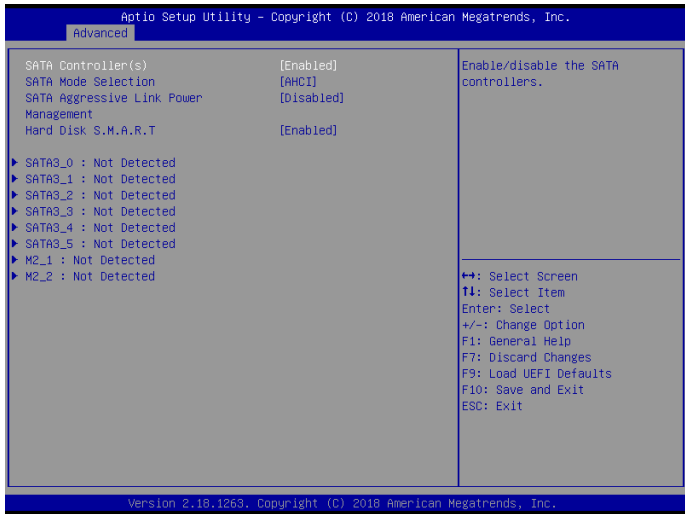 Aptio Setup Utility – Copyright (C) 2018 American Megatrends, Inc.
Advanced
SATA Controller(s) [Enabled]
SATA Mode Selection [AHCI]
SATA Aggressive Link Power [Disabled]
Management
Hard Disk S.M.A.R.T [Enabled]
SATA3_0 : Not Detected
SATA3_1 : Not Detected
SATA3_2 : Not Detected
SATA3_3 : Not Detected
SATA3_4 : Not Detected
SATA3_5 : Not Detected
M2_1 : Not Detected
M2_2 : Not Detected
Enable/disable the SATA
controllers.
↔: Select Screen
↑↓: Select Item
Enter: Select
+/-: Change Option
F1: General Help
F7: Discard Changes
F9: Load UEFI Defaults
F10: Save and Exit
ESC: Exit
Version 2.18.1263. Copyright (C) 2018 American Megatrends, Inc.